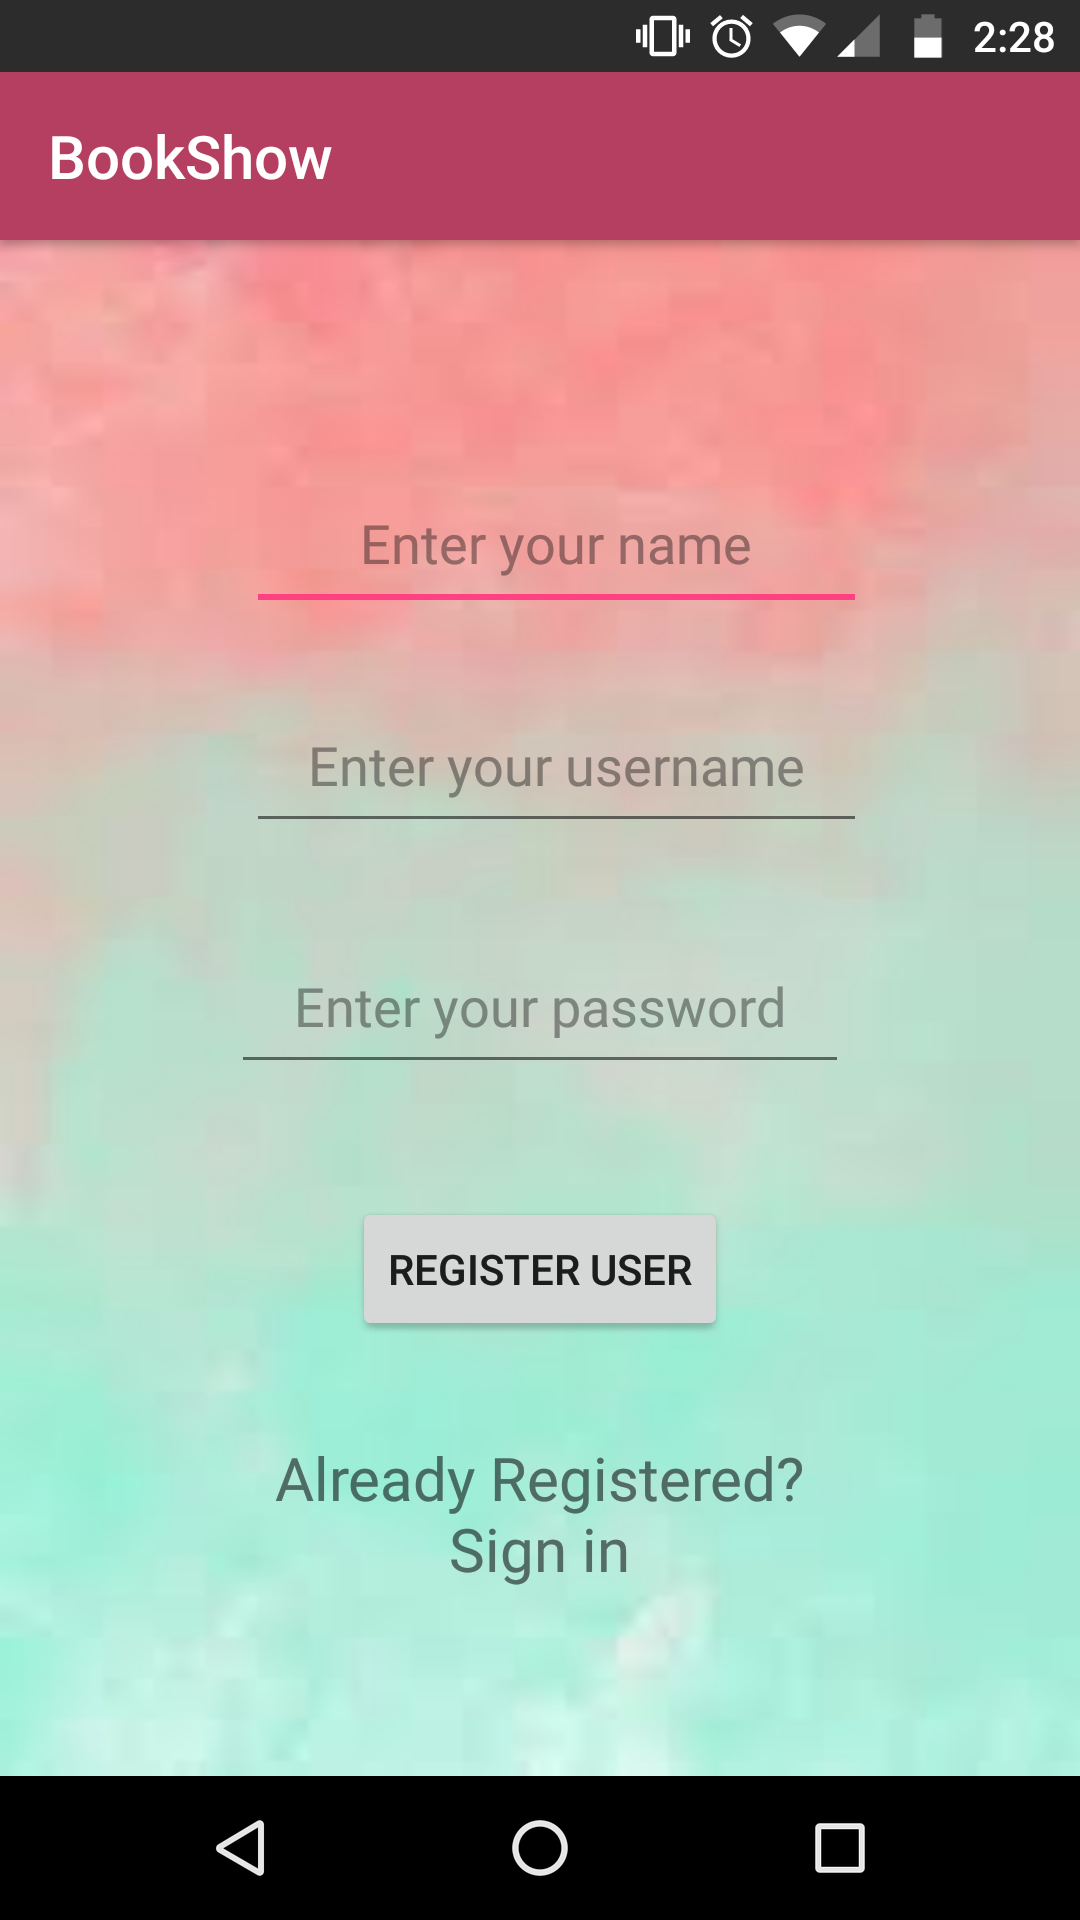 2:28
BookShow
Enter your name
Enter your username
Enter your password
REGISTER USER
Already Registered?
Sign in